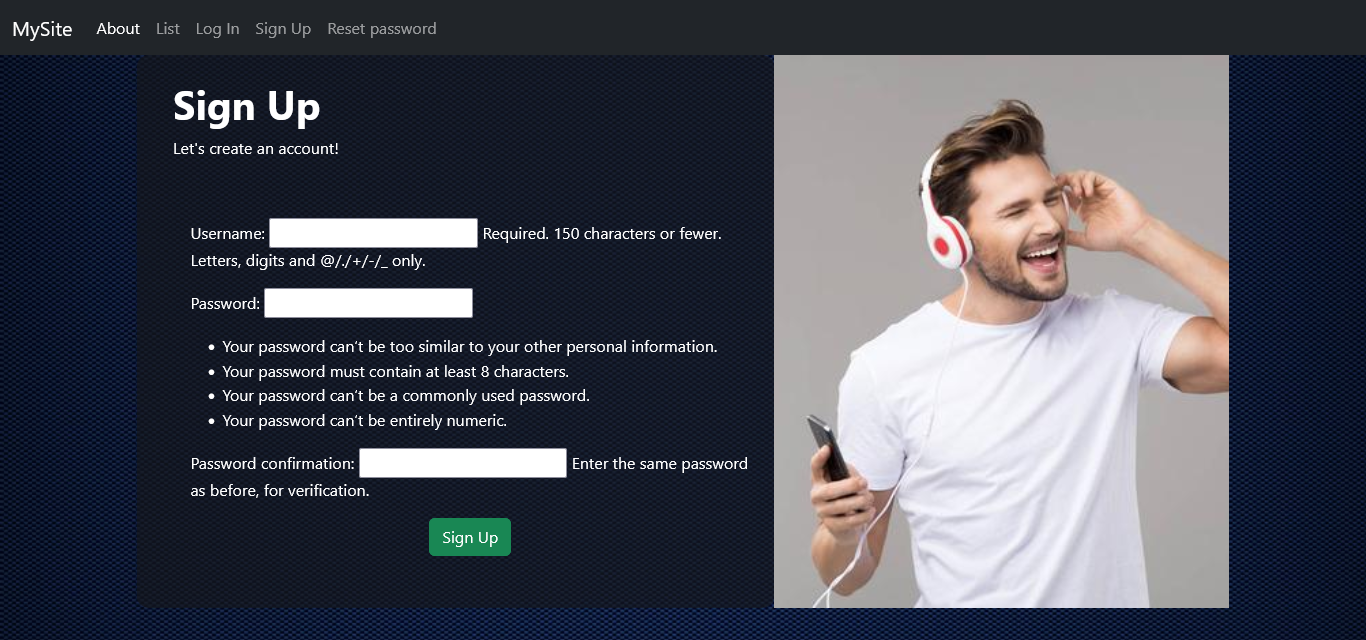 MySite About List Log In Sign Up Reset password
Sign Up
Let's create an account!
Username: Required. 150 characters or fewer.
Letters, digits and @/./+/-/_ only.
Password:
• Your password can’t be too similar to your other personal information.
• Your password must contain at least 8 characters.
• Your password can’t be a commonly used password.
• Your password can’t be entirely numeric.
Password confirmation: Enter the same password
as before, for verification.
Sign Up